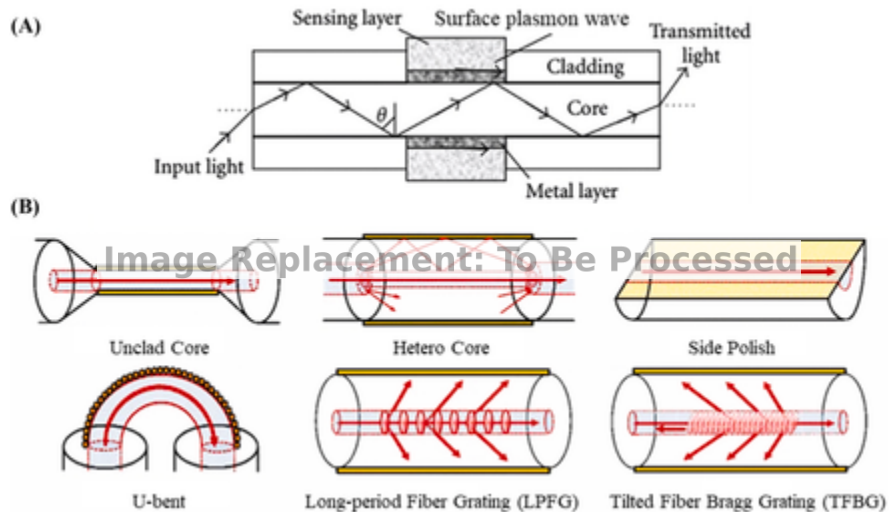 (A)
Sensing layer
Surface plasmon wave
Transmitted
light
Cladding
Core
θ
Input light
Metal layer
(B)
Image Replacement: To Be Processed
Unclad Core
Hetero Core
Side Polish
U-bent
Long-period Fiber Grating (LPFG)
Tilted Fiber Bragg Grating (TFBG)